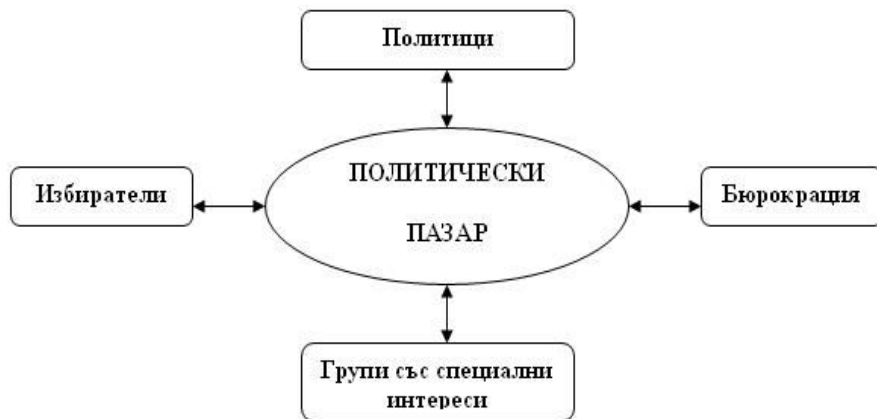 Политици
ПОЛИТИЧЕСКИ
Избиратели
Бюрокрация
ПАЗАР
Групи със специални
интереси